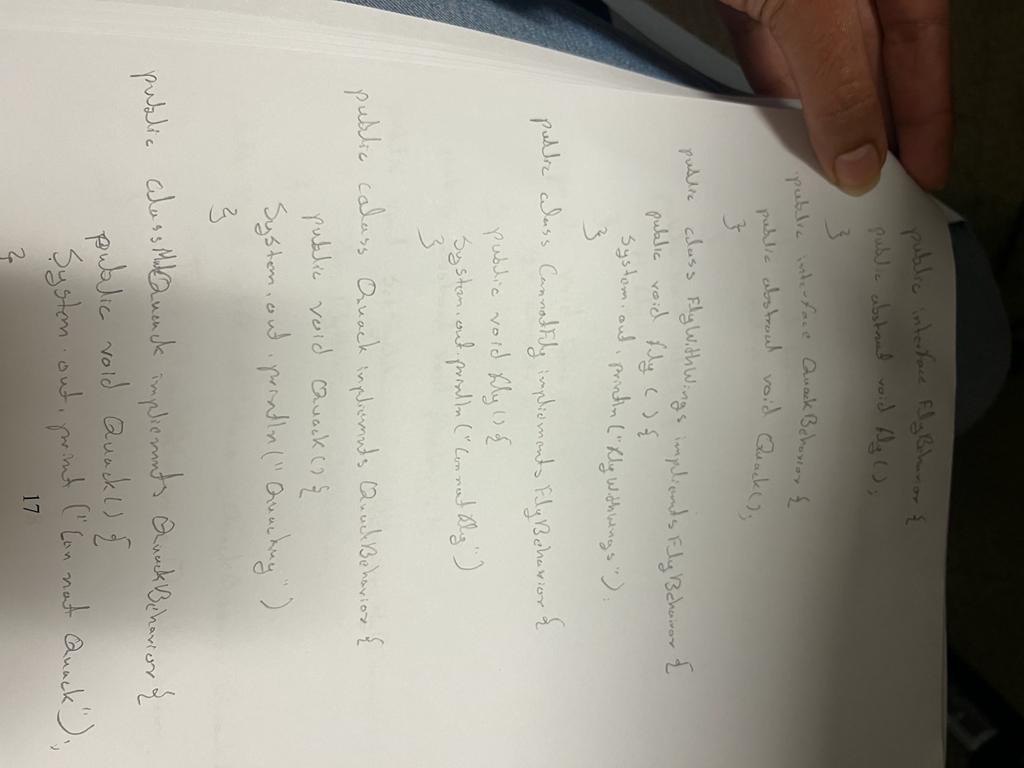 public interface FlyBehavior {
public abstract void fly();
}
public interface QuackBehavior {
public abstract void Quack();
}
public class FlyWithWings implements FlyBehavior {
public void fly () {
System.out.println("fly with wings").
}
public class CannotFly implements FlyBehavior {
public void fly() {
System.out.println("Cannot fly")
}
public class Quack implements QuackBehavior {
public void Quack() {
System.out.println("Quacking")
}
public class MuteQuack implements QuackBehavior {
public void Quack() {
System.out.print("Can not Quack");
}
17